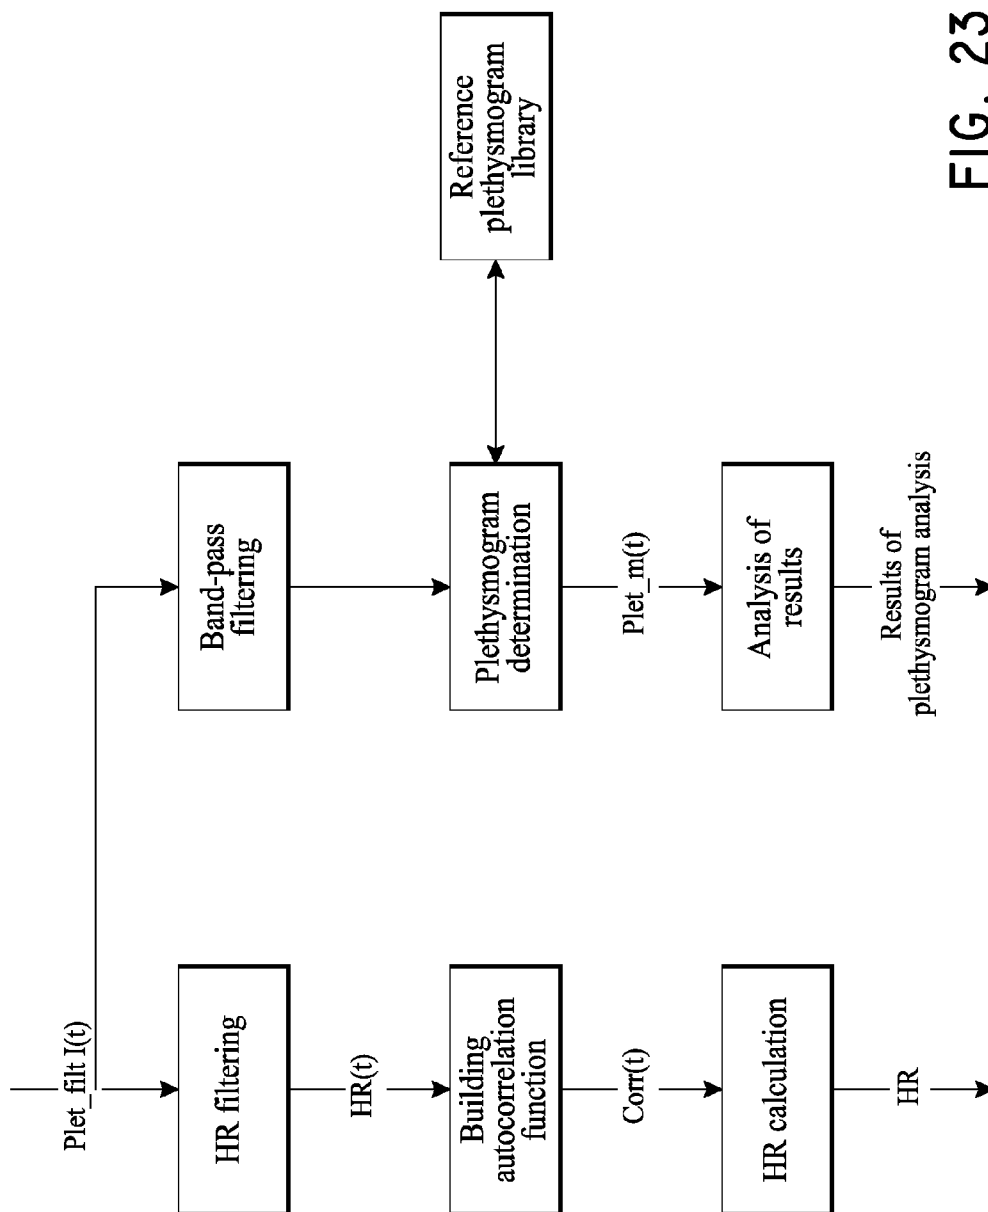 Plet_filt I(t)
HR filtering
HR(t)
Building
autocorrelation
function
Corr(t)
HR calculation
HR
Band-pass
filtering
Plethysmogram
determination
Plet_m(t)
Analysis of
results
Results of
plethysmogram analysis
Reference
plethysmogram
library
FIG. 23